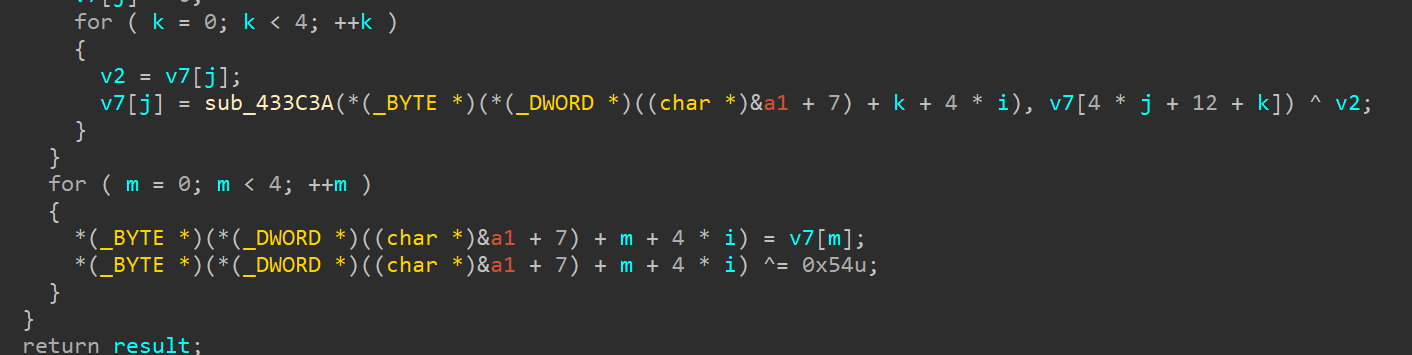 v7[j] = 0;
for ( k = 0; k < 4; ++k )
{
v2 = v7[j];
v7[j] = sub_433C3A(*(_BYTE *)(*(_DWORD *)((char *)&a1 + 7) + k + 4 * i), v7[4 * j + 12 + k]) ^ v2;
}
}
for ( m = 0; m < 4; ++m )
{
*(_BYTE *)(*(_DWORD *)((char *)&a1 + 7) + m + 4 * i) = v7[m];
*(_BYTE *)(*(_DWORD *)((char *)&a1 + 7) + m + 4 * i) ^= 0x54u;
}
}
return result;